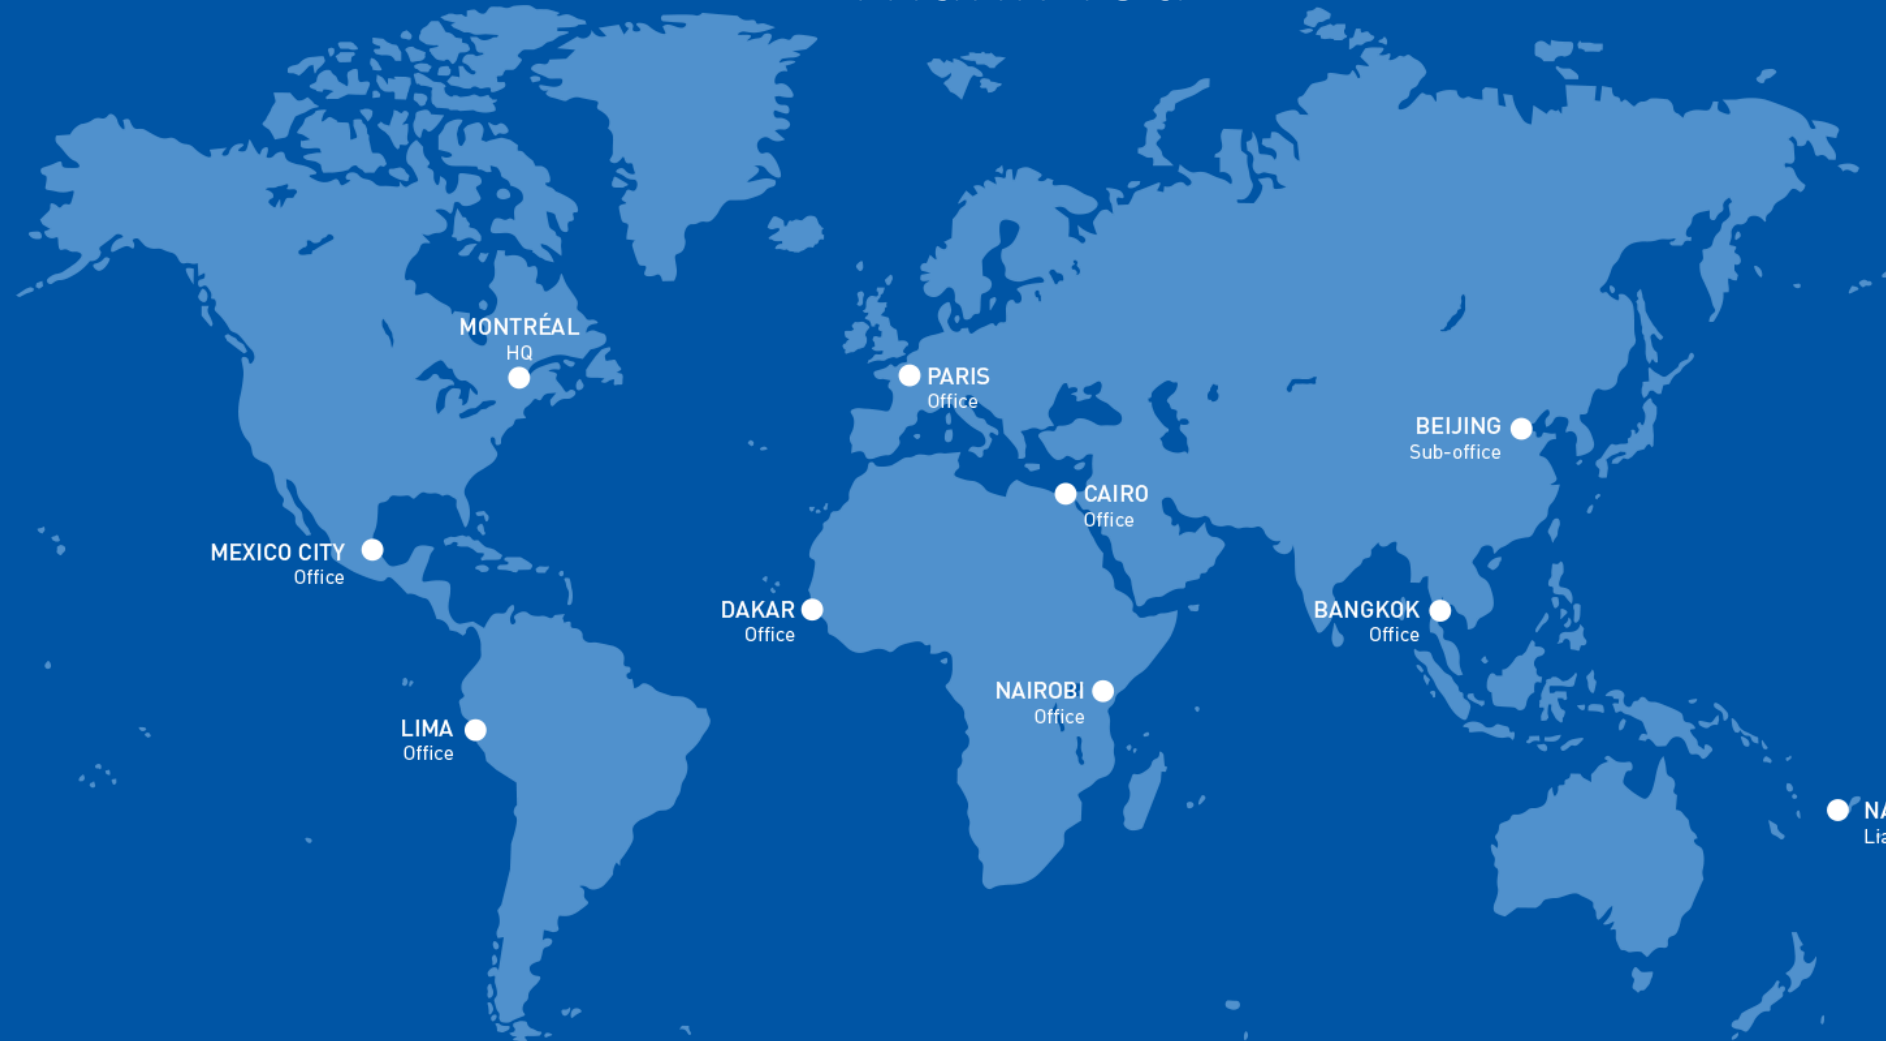 MONTRÉAL
HQ
PARIS
Office
BEIJING
Sub-office
CAIRO
Office
MEXICO CITY
Office
DAKAR
Office
BANGKOK
Office
NAIROBI
Office
LIMA
Office